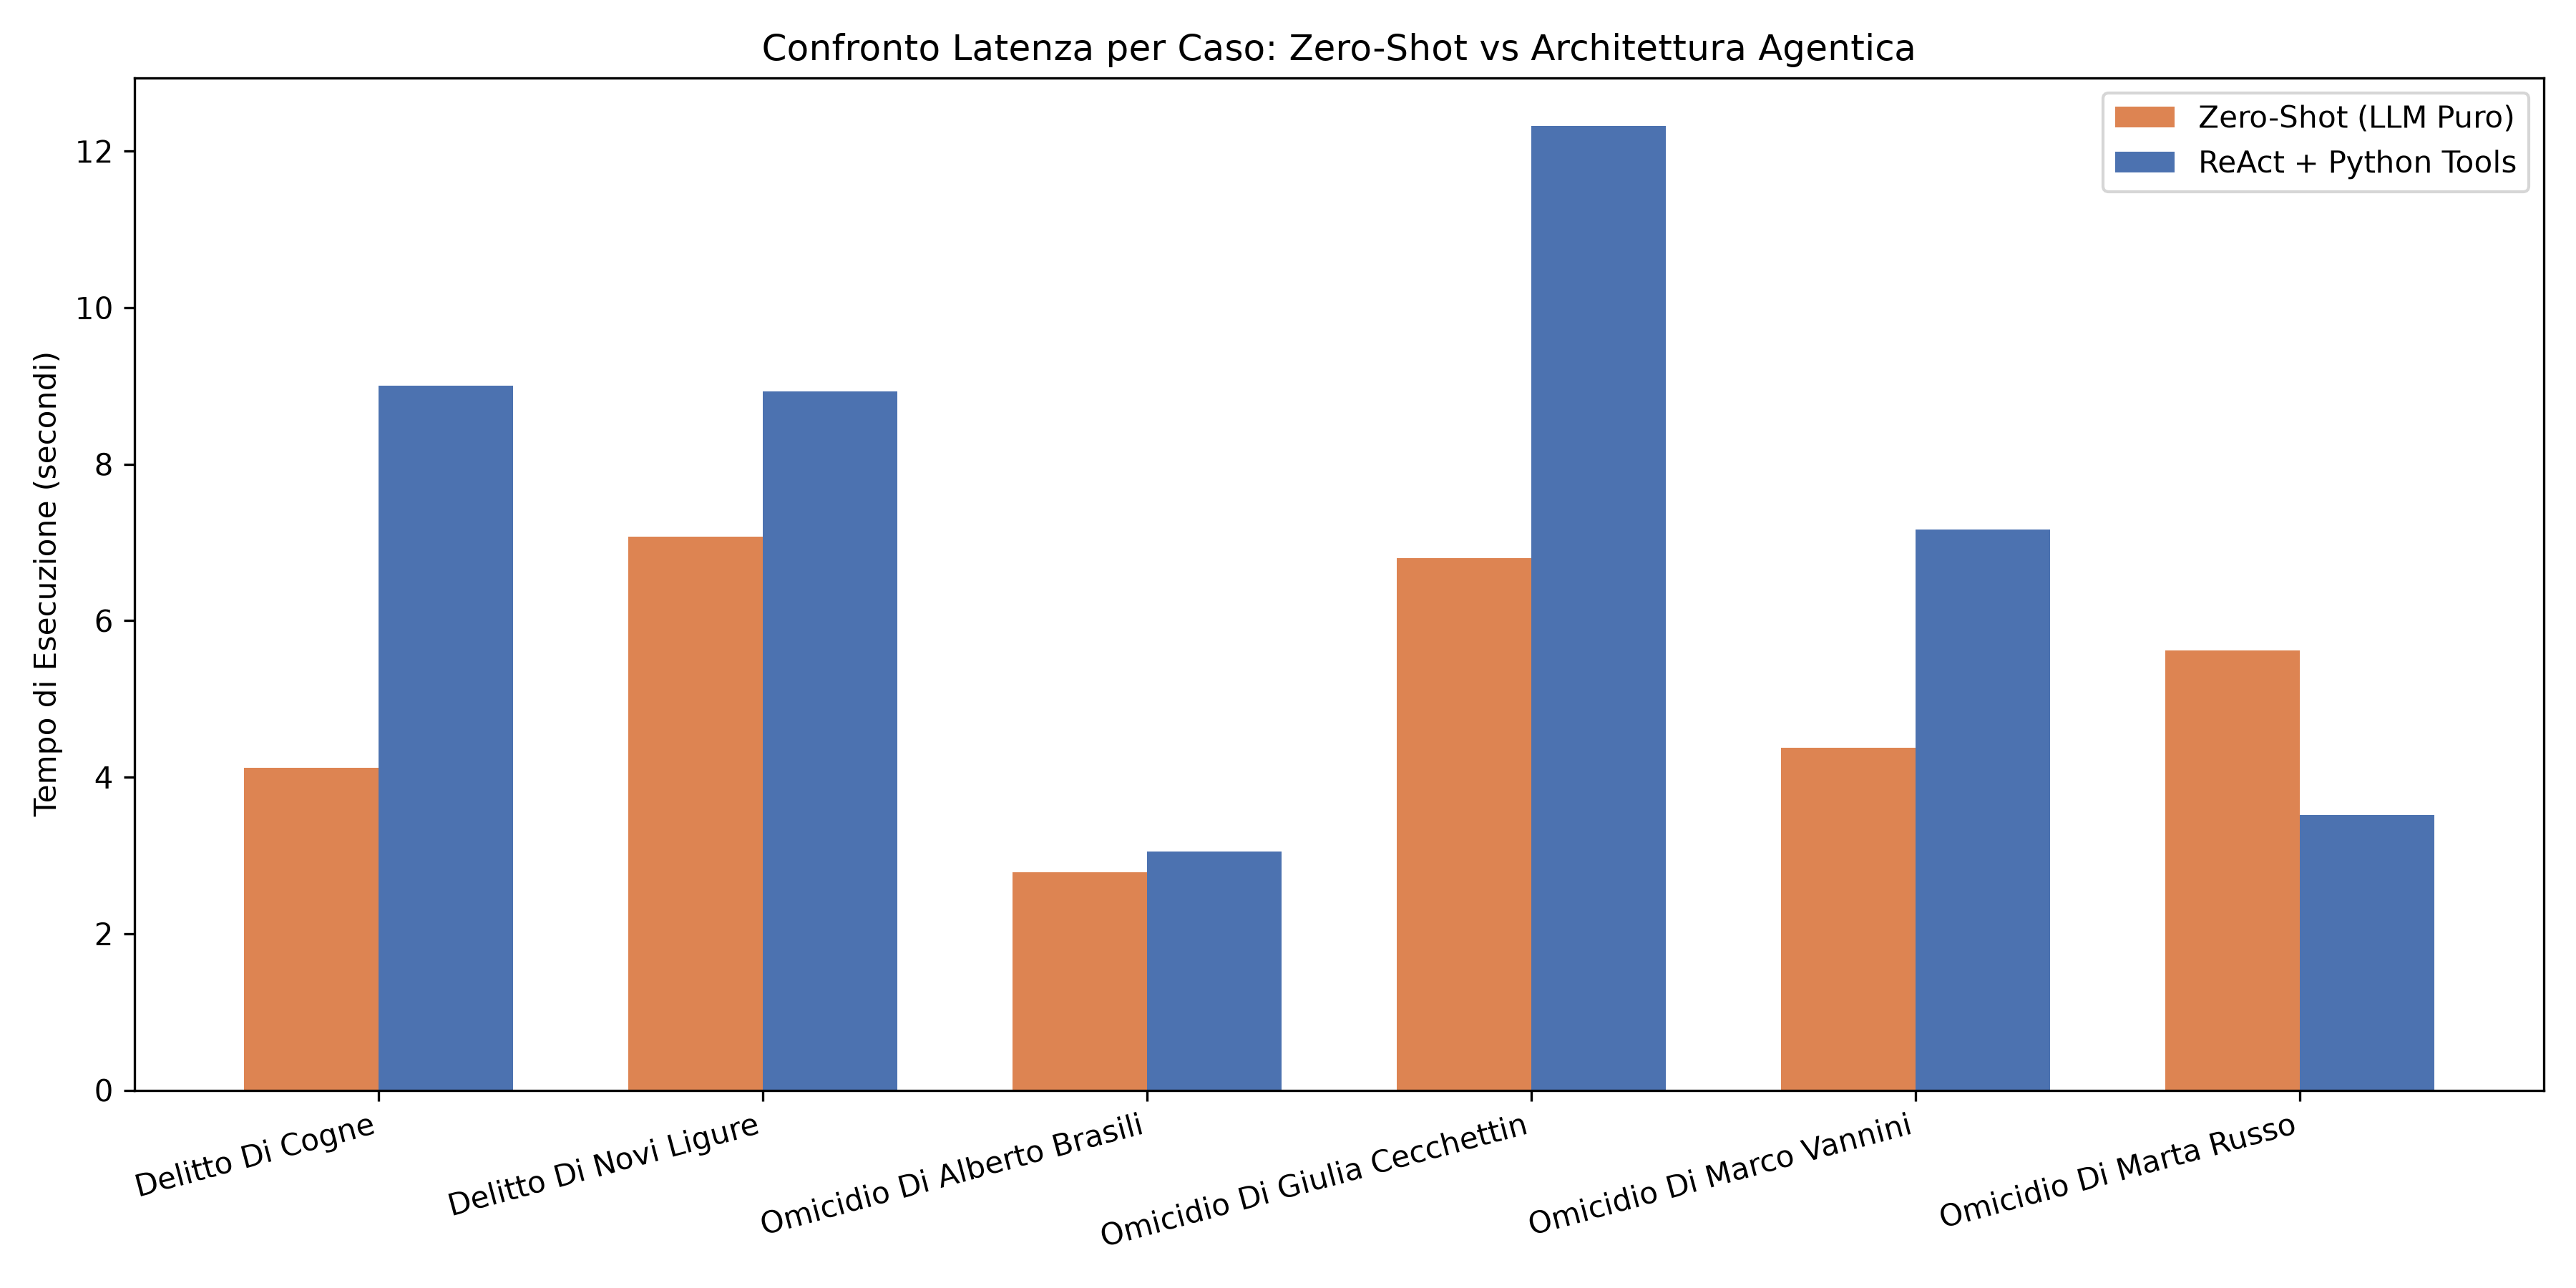 Confronto Latenza per Caso: Zero-Shot vs Architettura Agentica
Zero-Shot (LLM Puro)
ReAct + Python Tools
Tempo di Esecuzione (secondi)
12
10
8
6
4
2
0
Delitto Di Cogne
Delitto Di Novi Ligure
Omicidio Di Alberto Brasili
Omicidio Di Giulia Cecchettin
Omicidio Di Marco Vannini
Omicidio Di Marta Russo